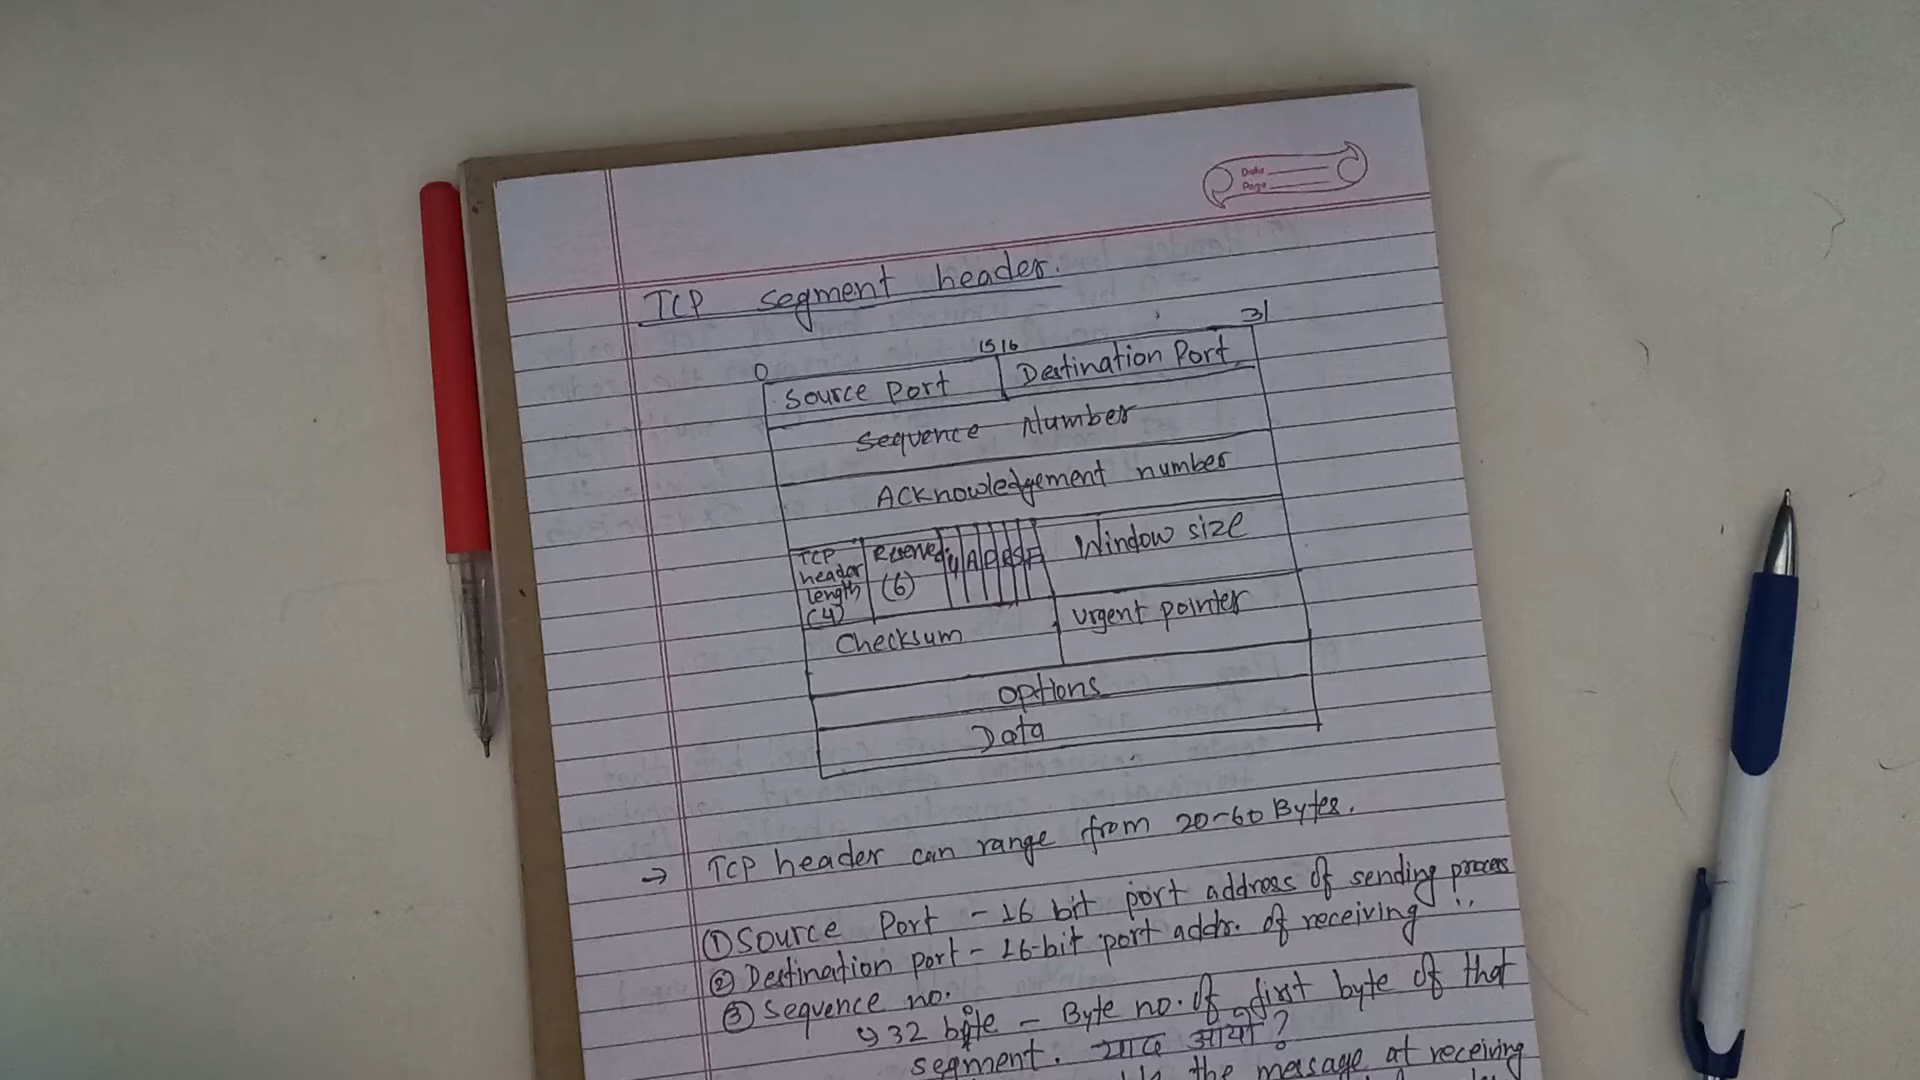 Date
Page
TCP segment header.
0 15 16 31
Source Port Destination Port
Sequence Number
Acknowledgement number
TCP header length (4) Reserved (6) U A P R S F Window size
Checksum Urgent pointer
Options
Data
→ TCP header can range from 20-60 Bytes.
① Source Port - 16 bit port address of sending process
② Destination port - 16-bit port addr. of receiving ''
③ Sequence no.
↳ 32 bit - Byte no. of first byte of that
segment. याद आया?
the message at receiving